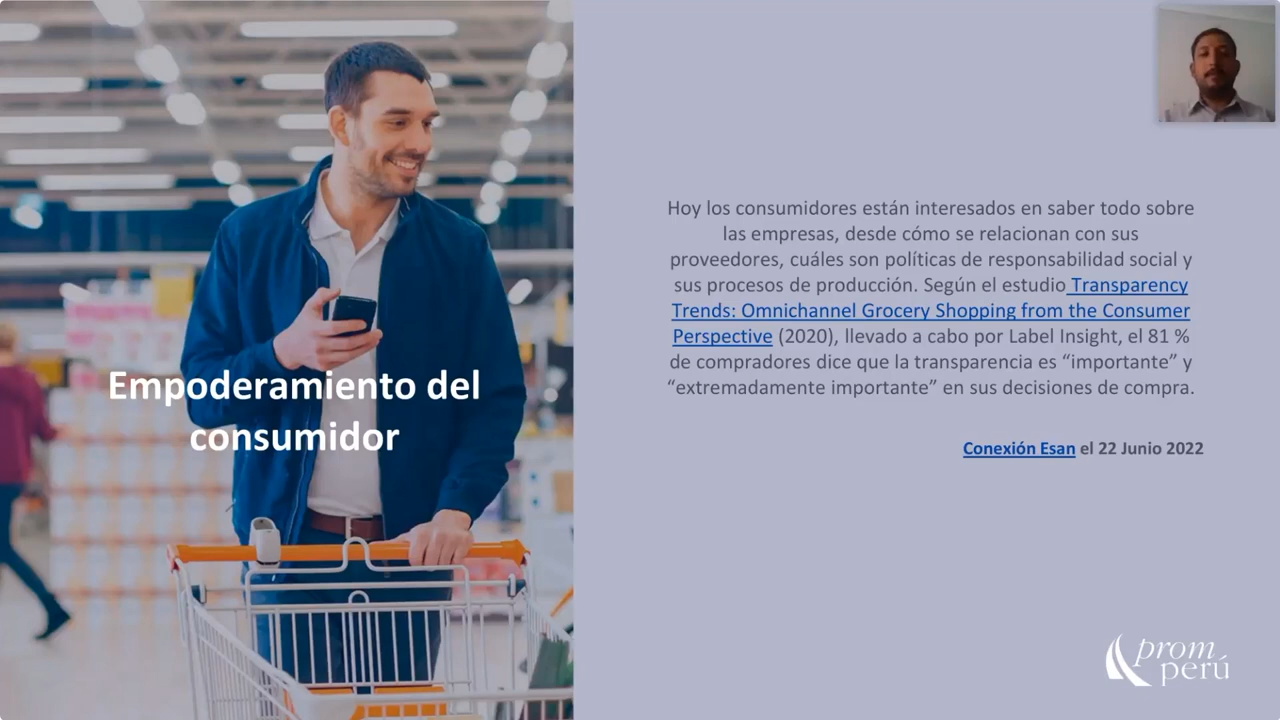 Empoderamiento del
consumidor
Hoy los consumidores están interesados en saber todo sobre
las empresas, desde cómo se relacionan con sus
proveedores, cuáles son políticas de responsabilidad social y
sus procesos de producción. Según el estudio Transparency
Trends: Omnichannel Grocery Shopping from the Consumer
Perspective (2020), llevado a cabo por Label Insight, el 81 %
de compradores dice que la transparencia es “importante” y
“extremadamente importante” en sus decisiones de compra.
Conexión Esan el 22 Junio 2022
prom
perú